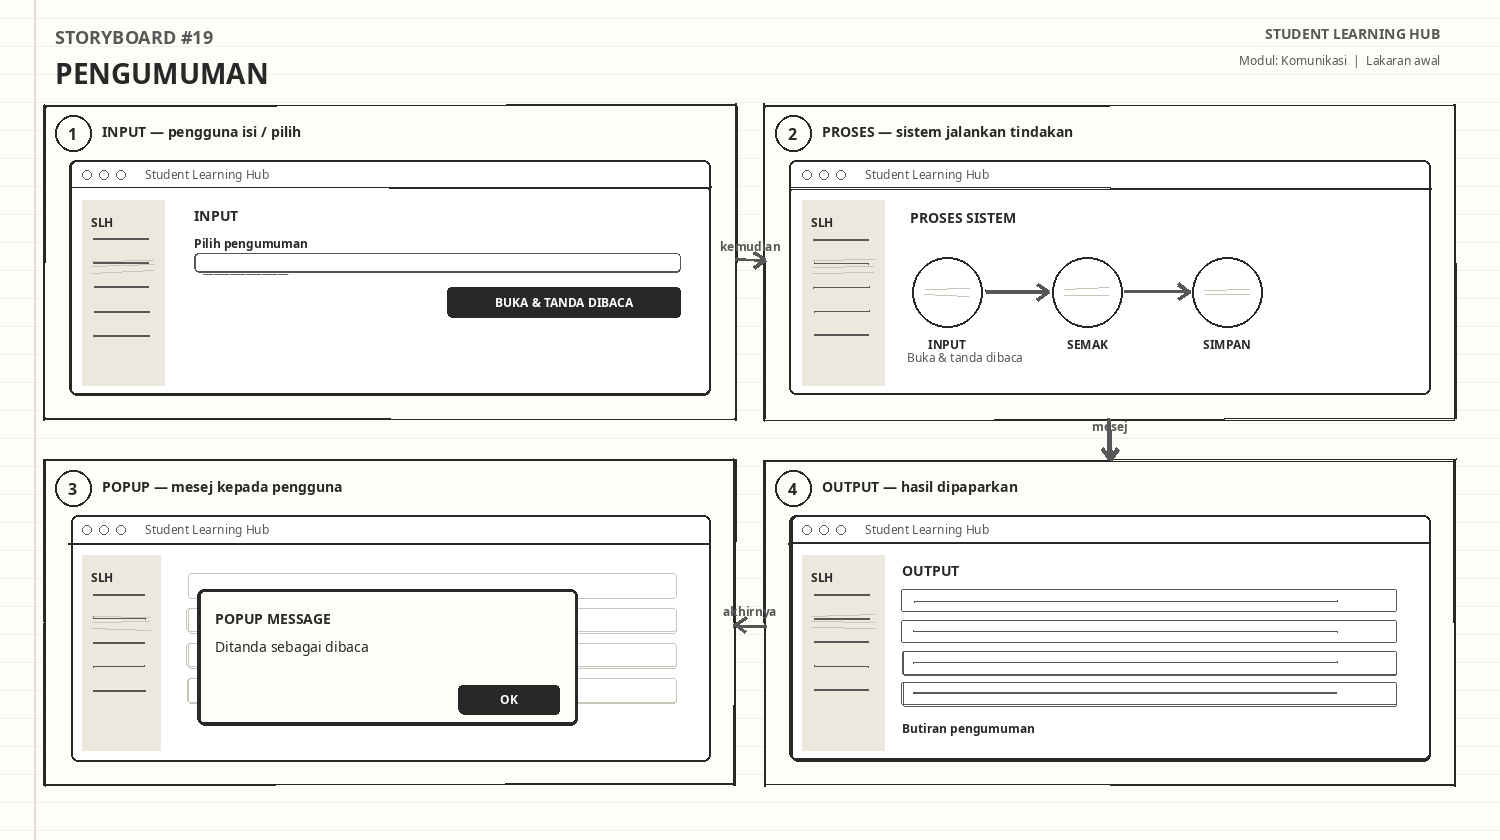 STORYBOARD #19
PENGUMUMAN
STUDENT LEARNING HUB
Modul: Komunikasi | Lakaran awal
1
INPUT — pengguna isi / pilih
Student Learning Hub
SLH
INPUT
Pilih pengumuman
BUKA & TANDA DIBACA
kemudian
2
PROSES — sistem jalankan tindakan
Student Learning Hub
SLH
PROSES SISTEM
INPUT
SEMAK
SIMPAN
Buka & tanda dibaca
mesej
3
POPUP — mesej kepada pengguna
Student Learning Hub
SLH
POPUP MESSAGE
Ditanda sebagai dibaca
OK
akhirnya
4
OUTPUT — hasil dipaparkan
Student Learning Hub
SLH
OUTPUT
Butiran pengumuman